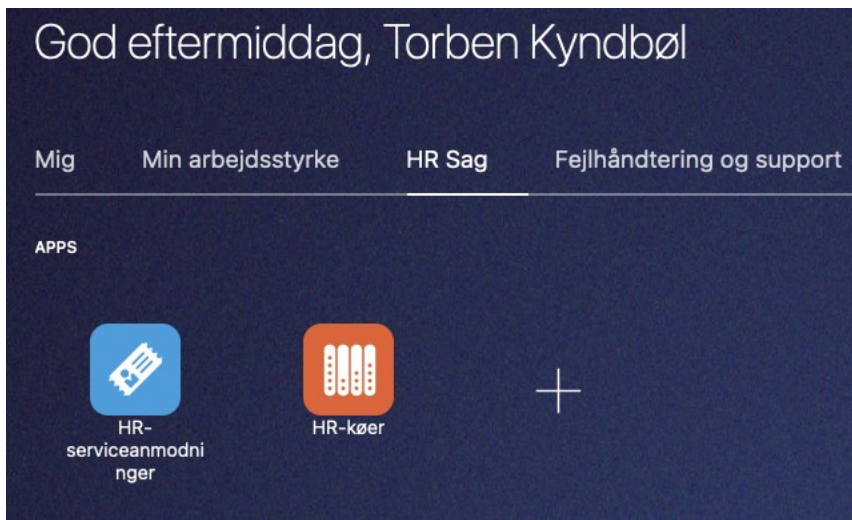 God eftermiddag, Torben Kyndbøl
Mig Min arbejdsstyrke HR Sag Fejlhåndtering og support
APPS
HR-
serviceanmodni
nger
HR-køer